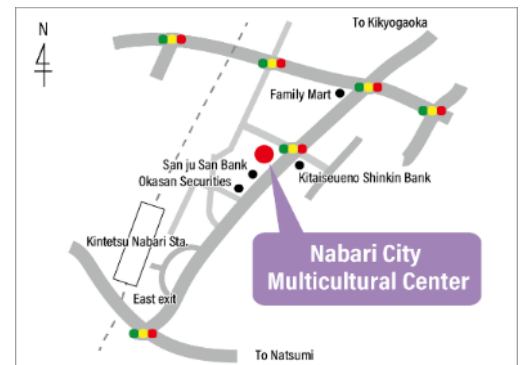 N
To Kikyogaoka
Family Mart
San ju San Bank
Okasan Securities
Kitaiseueno Shinkin Bank
Kintetsu Nabari Sta.
Nabari City
Multicultural Center
East exit
To Natsumi